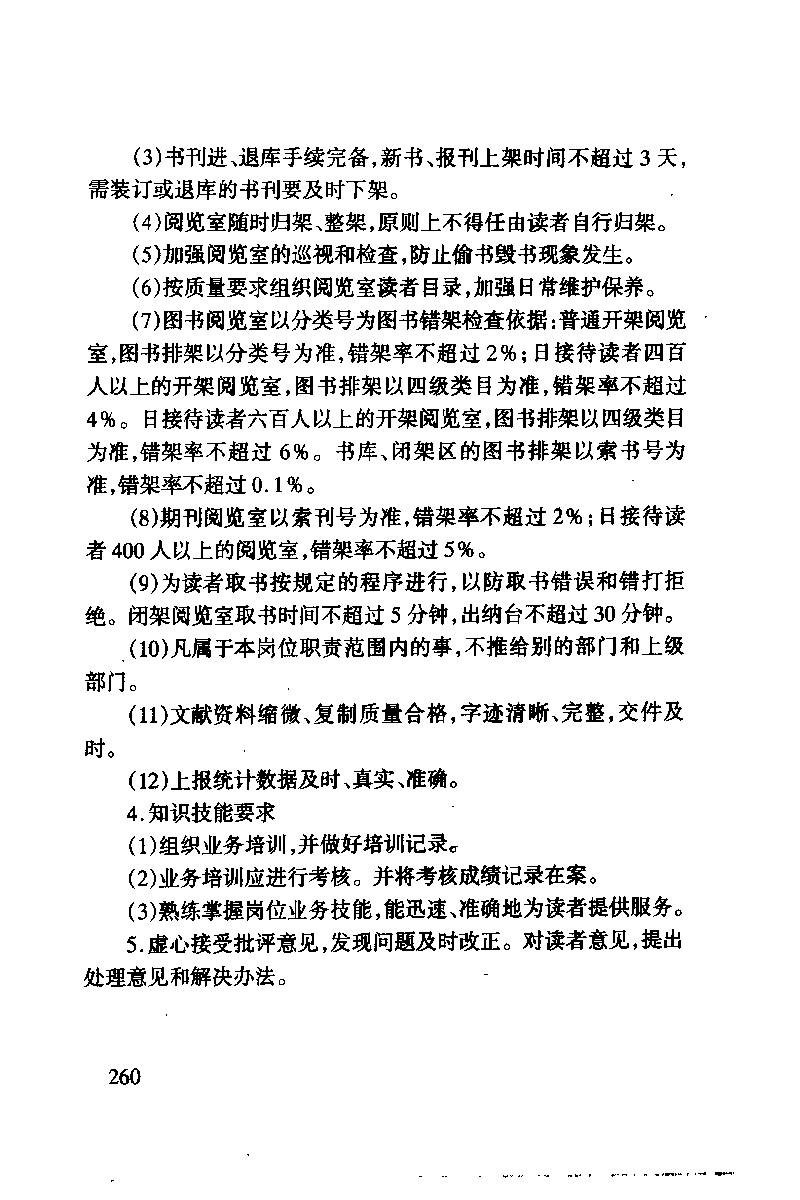 (3)书刊进、退库手续完备,新书、报刊上架时间不超过 3 天,
需装订或退库的书刊要及时下架。
(4)阅览室随时归架、整架,原则上不得任由读者自行归架。
(5)加强阅览室的巡视和检查,防止偷书毁书现象发生。
(6)按质量要求组织阅览室读者目录,加强日常维护保养。
(7)图书阅览室以分类号为图书错架检查依据:普通开架阅览
室,图书排架以分类号为准,错架率不超过 2%;日接待读者四百
人以上的开架阅览室,图书排架以四级类目为准,错架率不超过
4%。日接待读者六百人以上的开架阅览室,图书排架以四级类目
为准,错架率不超过 6%。书库、闭架区的图书排架以索书号为
准,错架率不超过 0.1%。
(8)期刊阅览室以索刊号为准,错架率不超过 2%;日接待读
者 400 人以上的阅览室,错架率不超过 5%。
(9)为读者取书按规定的程序进行,以防取书错误和错打拒
绝。闭架阅览室取书时间不超过 5 分钟,出纳台不超过 30 分钟。
(10)凡属于本岗位职责范围内的事,不推给别的部门和上级
部门。
(11)文献资料缩微、复制质量合格,字迹清晰、完整,交件及
时。
(12)上报统计数据及时、真实、准确。
4.知识技能要求
(1)组织业务培训,并做好培训记录。
(2)业务培训应进行考核。并将考核成绩记录在案。
(3)熟练掌握岗位业务技能,能迅速、准确地为读者提供服务。
5.虚心接受批评意见,发现问题及时改正。对读者意见,提出
处理意见和解决办法。
260